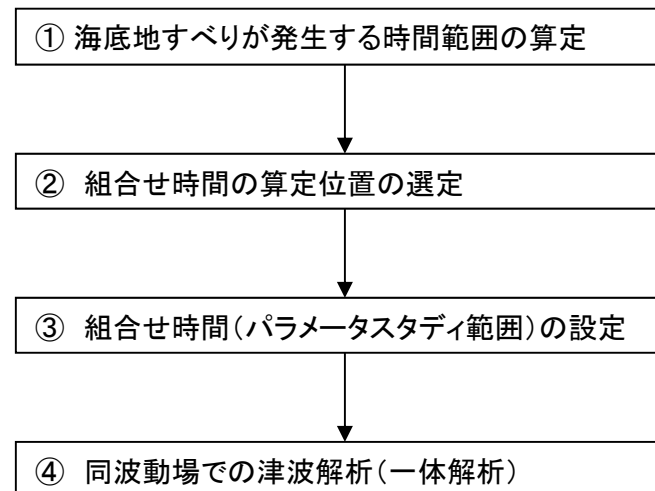 ① 海底地すべりが発生する時間範囲の算定
② 組合せ時間の算定位置の選定
③ 組合せ時間(パラメータスタディ範囲)の設定
④ 同波動場での津波解析(一体解析)